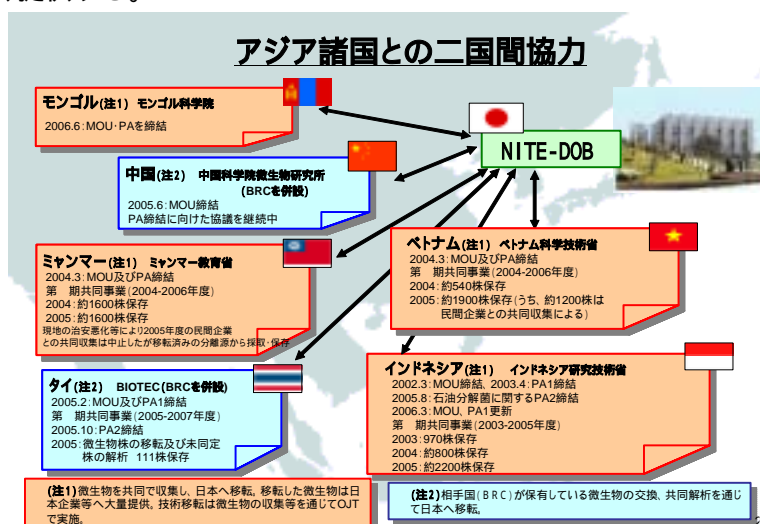 アジア諸国との二国間協力
モンゴル(注1) モンゴル科学院
2006.6:MOU・PAを締結
NITE-DOB
中国(注2) 中国科学院微生物研究所
(BRCを併設)
2005.6:MOU締結
PA締結に向けた協議を継続中
ミャンマー(注1) ミャンマー教育省
2004.3:MOU及びPA締結
第 期共同事業(2004-2006年度)
2004:約1600株保存
2005:約1600株保存
現地の治安悪化等により2005年度の民間企業
との共同収集は中止したが移転済みの分離源から採取・保存
ベトナム(注1) ベトナム科学技術省
2004.3:MOU及びPA締結
第 期共同事業(2004-2006年度)
2004:約540株保存
2005:約1900株保存(うち、約1200株は
民間企業との共同収集による)
タイ(注2) BIOTEC(BRCを併設)
2005.2:MOU及びPA1締結
第 期共同事業(2005-2007年度)
2005.10:PA2締結
2005:微生物株の移転及び未同定
株の解析 111株保存
インドネシア(注1) インドネシア研究技術省
2002.3:MOU締結, 2003.4:PA1締結
2005.8:石油分解菌に関するPA2締結
2006.3:MOU、PA1更新
第 期共同事業(2003-2005年度)
2003:970株保存
2004:約800株保存
2005:約2200株保存
(注1)微生物を共同で収集し、日本へ移転。移転した微生物は日
本企業等へ大量提供。技術移転は微生物の収集等を通じてOJT
で実施。
(注2)相手国(BRC)が保有している微生物の交換、共同解析を通じ
て日本へ移転。